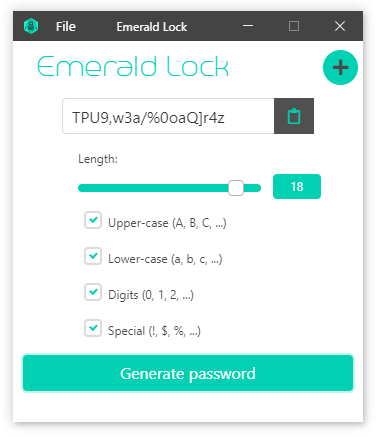 File Emerald Lock
Emerald Lock
TPU9,w3a/%0oaQ]r4z
Length:
18
Upper-case (A, B, C, ...)
Lower-case (a, b, c, ...)
Digits (0, 1, 2, ...)
Special (!, $, %, ...)
Generate password